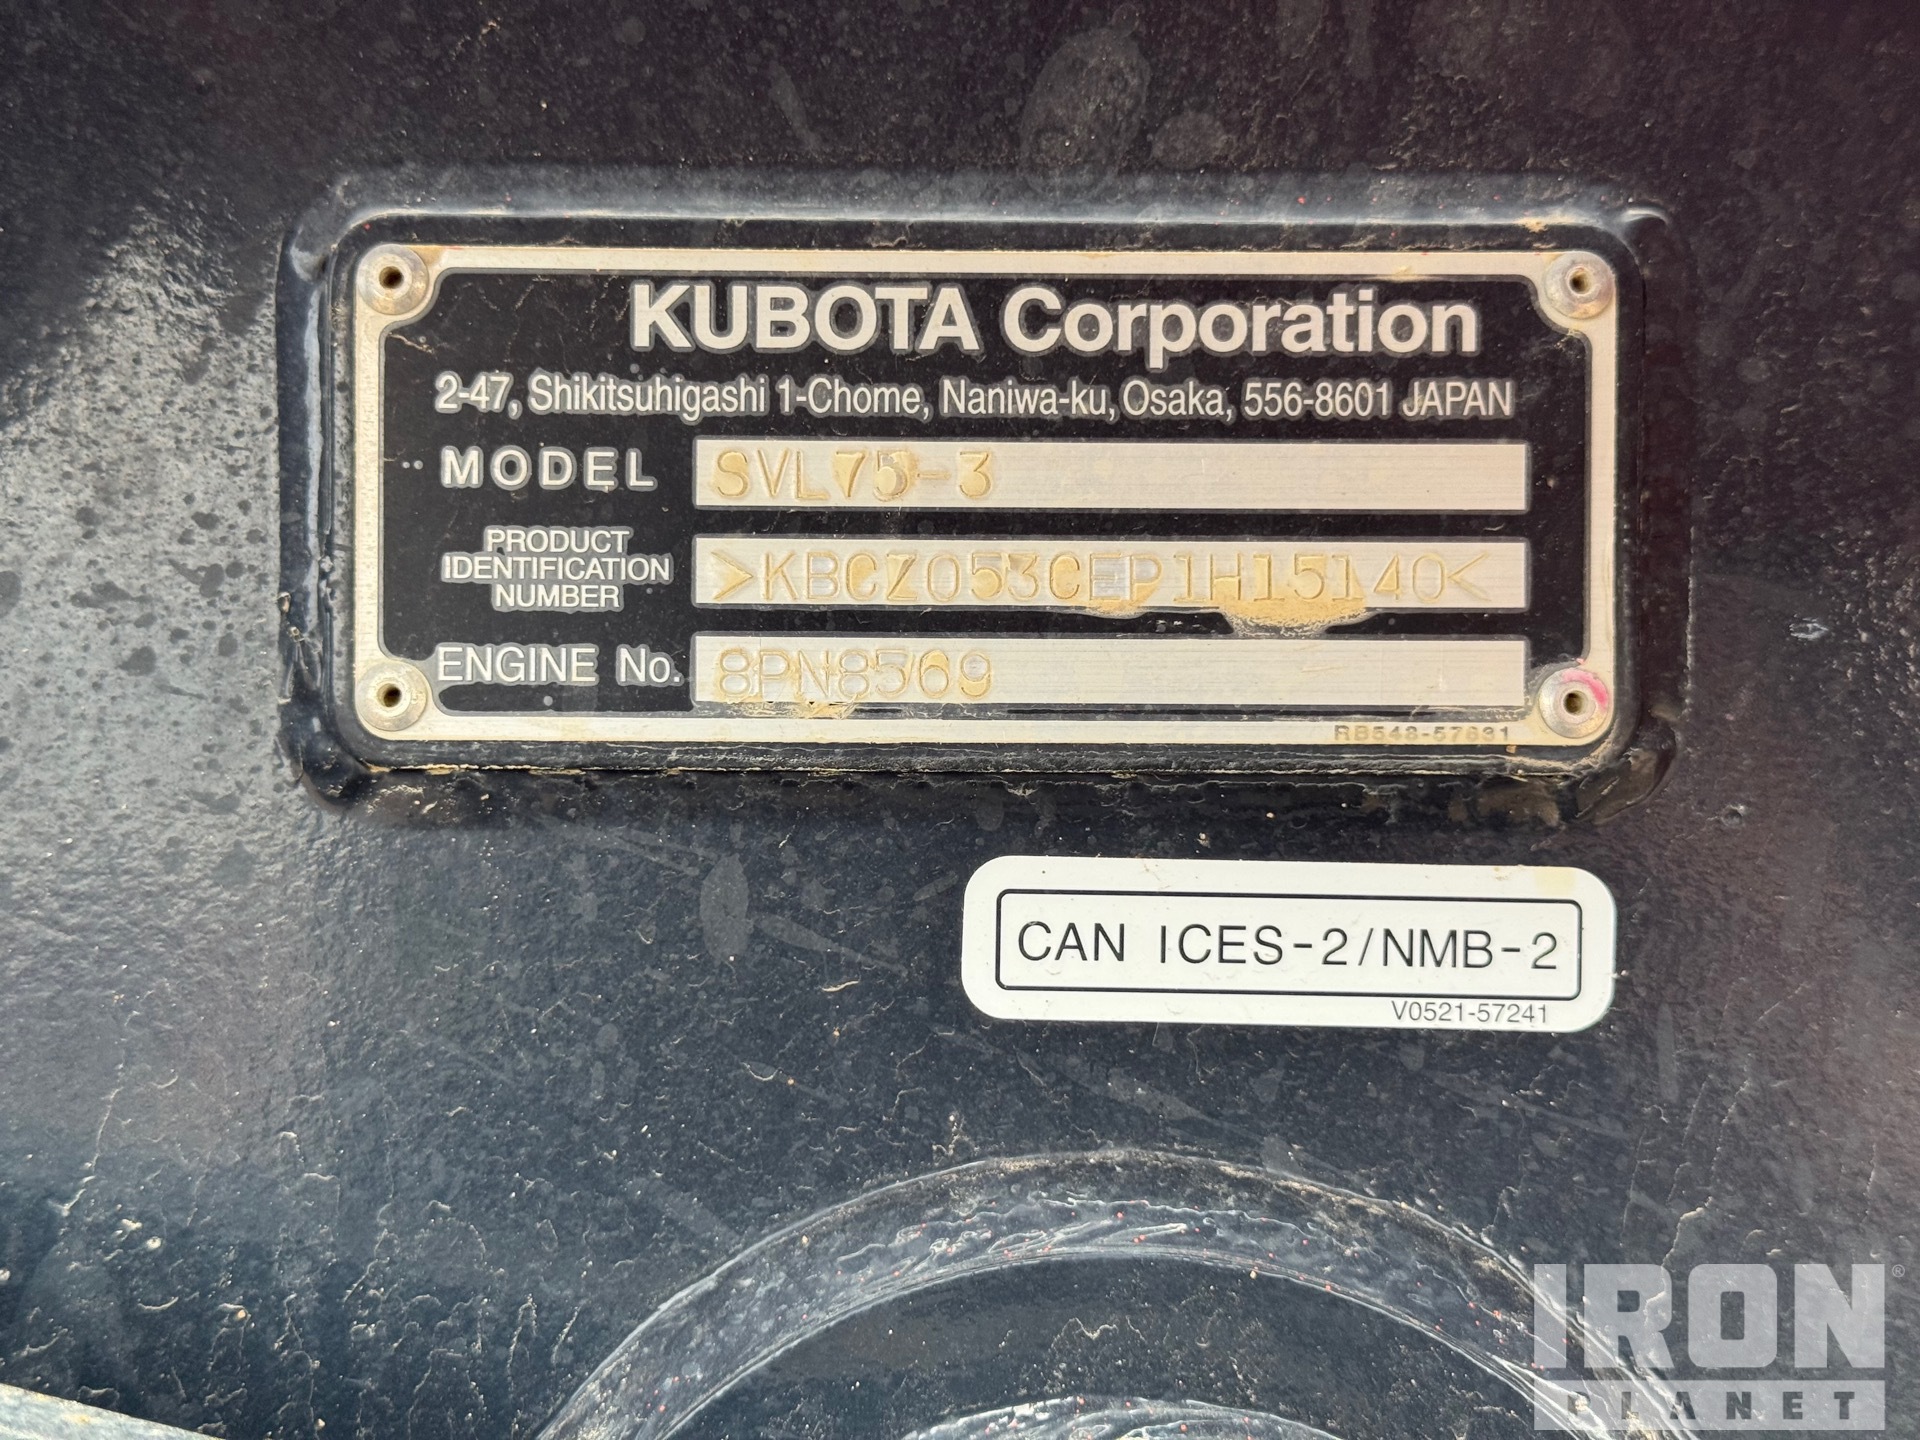 KUBOTA Corporation
2-47, Shikitsuhigashi 1-Chome, Naniwa-ku, Osaka, 556-8601 JAPAN
MODEL SVL75-3
PRODUCT
IDENTIFICATION
NUMBER
>KBCZ053CEP1H15140<
ENGINE No. 8PN8569
RB548-57631
CAN ICES-2/NMB-2
V0521-57241
IRON®
PLANET